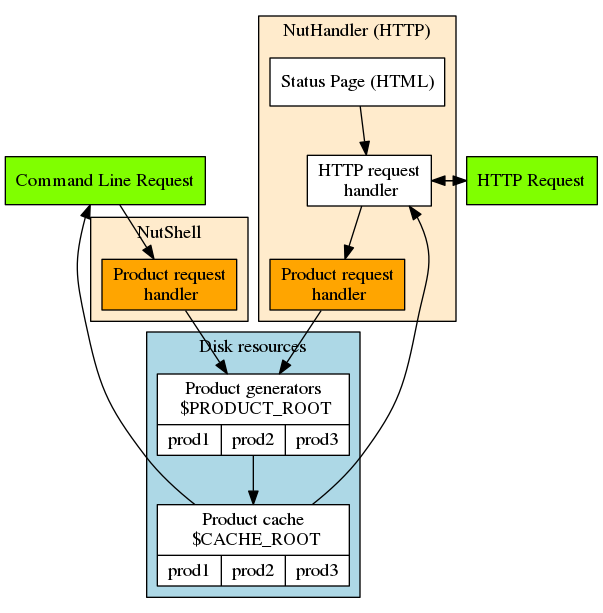 NutHandler (HTTP)
Status Page (HTML)
Command Line Request
HTTP request
handler
HTTP Request
NutShell
Product request
handler
Product request
handler
Disk resources
Product generators
$PRODUCT_ROOT
prod1 prod2 prod3
Product cache
$CACHE_ROOT
prod1 prod2 prod3